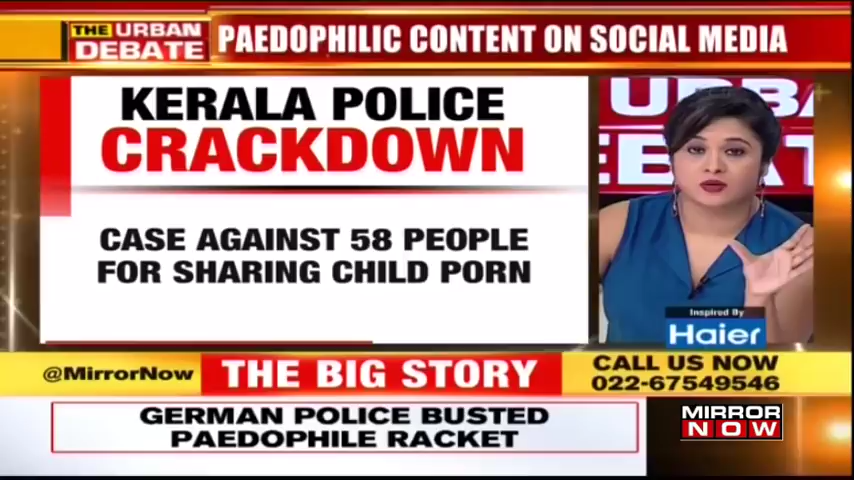 THE URBAN
DEBATE
PAEDOPHILIC CONTENT ON SOCIAL MEDIA
KERALA POLICE
CRACKDOWN
CASE AGAINST 58 PEOPLE
FOR SHARING CHILD PORN
URBA
EBAT
Inspired By
Haier
@MirrorNow
THE BIG STORY
CALL US NOW
022-67549546
GERMAN POLICE BUSTED
PAEDOPHILE RACKET
MIRROR
NOW